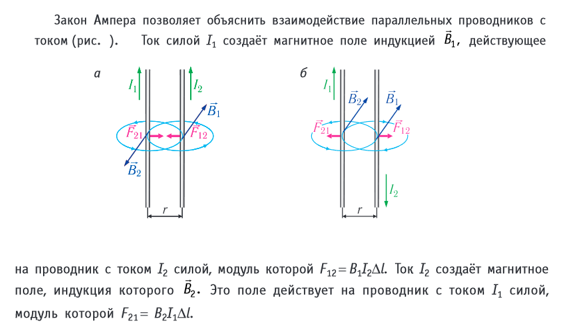 Закон Ампера позволяет объяснить взаимодействие параллельных проводников с
током (рис. ). Ток силой I₁ создаёт магнитное поле индукцией B⃗₁, действующее
а
б
I₁ I₂ I₁
B⃗₁ B⃗₂ B⃗₁
F⃗₂₁ F⃗₁₂ F⃗₂₁ F⃗₁₂
B⃗₂ I₂
r r
на проводник с током I₂ силой, модуль которой F₁₂ = B₁I₂Δl. Ток I₂ создаёт магнитное
поле, индукция которого B⃗₂. Это поле действует на проводник с током I₁ силой,
модуль которой F₂₁ = B₂I₁Δl.